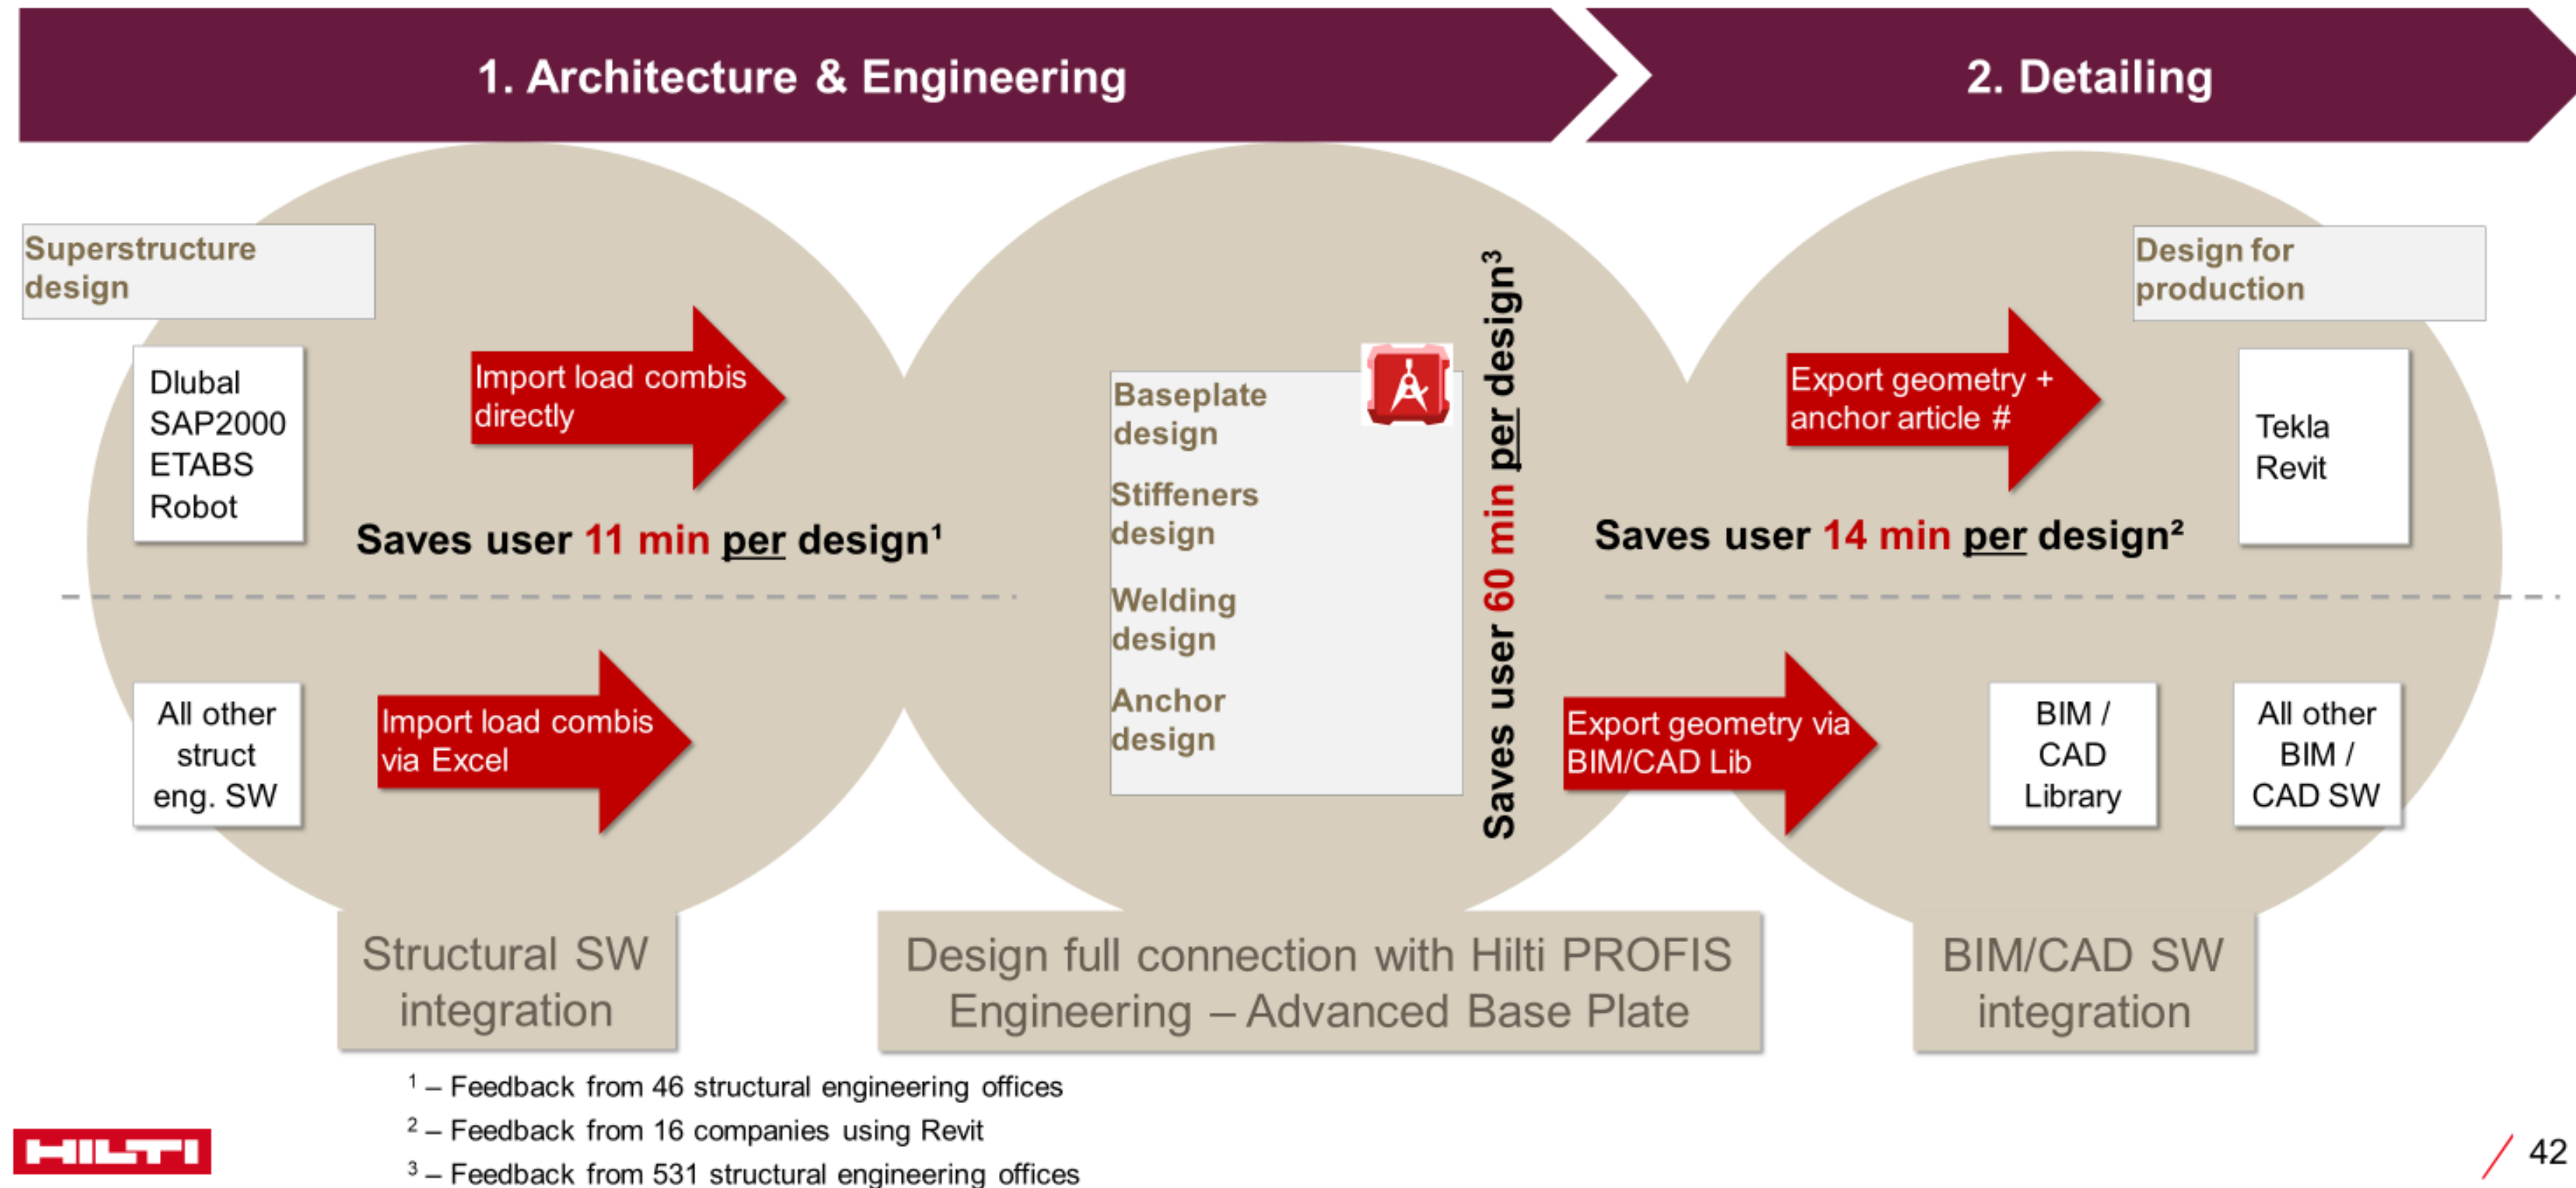 1. Architecture & Engineering
2. Detailing
Superstructure
design
Dlubal
SAP2000
ETABS
Robot
Import load combis
directly
Saves user 11 min per design¹
All other
struct
eng. SW
Import load combis
via Excel
Baseplate
design
Stiffeners
design
Welding
design
Anchor
design
Saves user 60 min per design³
Design for
production
Export geometry +
anchor article #
Tekla
Revit
Saves user 14 min per design²
Export geometry via
BIM/CAD Lib
BIM /
CAD
Library
All other
BIM /
CAD SW
Structural SW
integration
Design full connection with Hilti PROFIS
Engineering – Advanced Base Plate
BIM/CAD SW
integration
¹ – Feedback from 46 structural engineering offices
² – Feedback from 16 companies using Revit
³ – Feedback from 531 structural engineering offices
HILTI
42